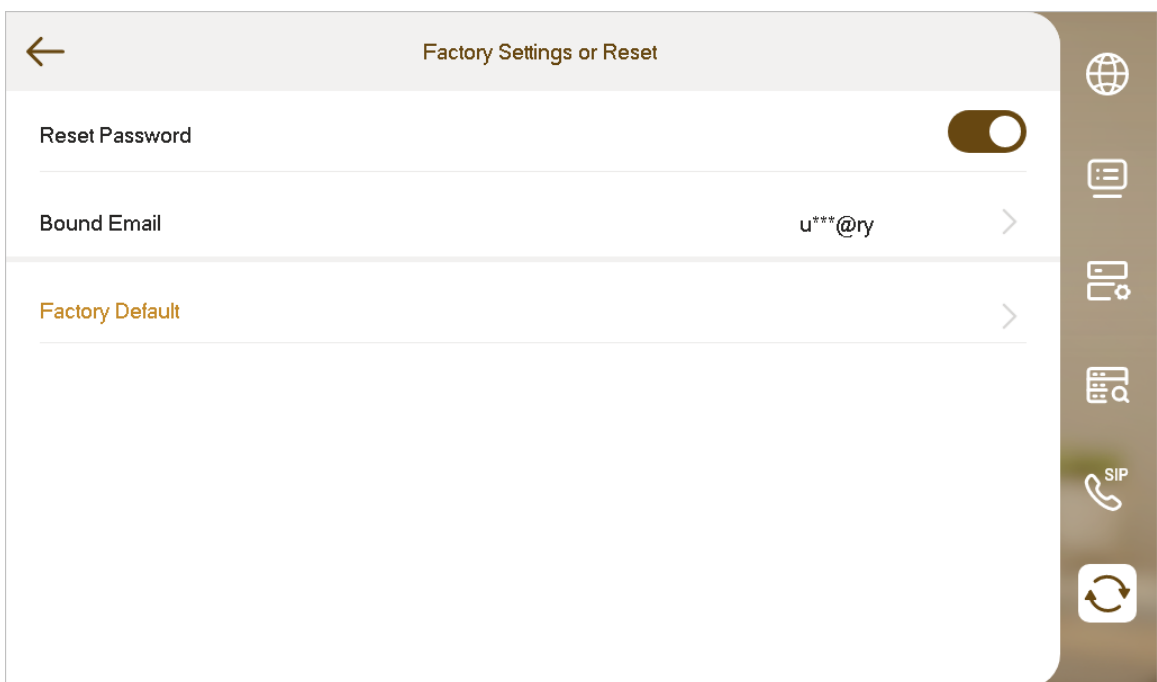 Factory Settings or Reset
Reset Password
Bound Email
u***@ry
Factory Default
SIP